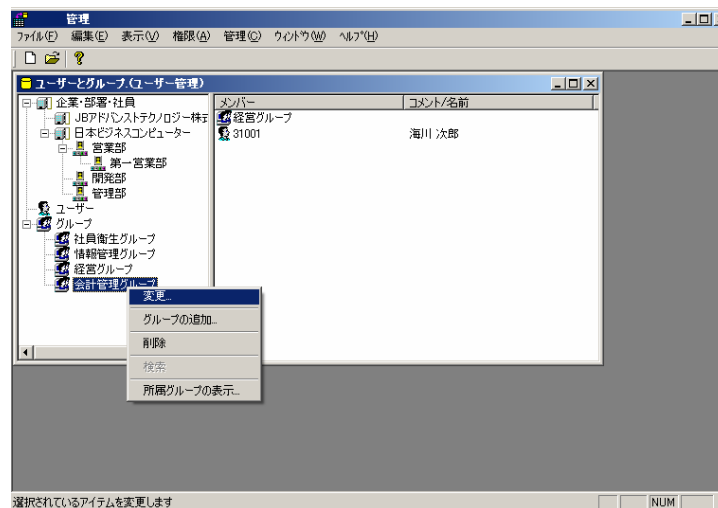 管理
ファイル(F) 編集(E) 表示(V) 権限(A) 管理(C) ウィンドウ(W) ヘルプ(H)
ユーザーとグループ.(ユーザー管理)
企業・部署・社員
JBアドバンストテクノロジー株式
日本ビジネスコンピューター
営業部
第一営業部
開発部
管理部
ユーザー
グループ
社員衛生グループ
情報管理グループ
経営グループ
会計管理グループ
メンバー コメント/名前
経営グループ
31001 海川 次郎
変更...
グループの追加...
削除
検索
所属グループの表示...
選択されているアイテムを変更します NUM